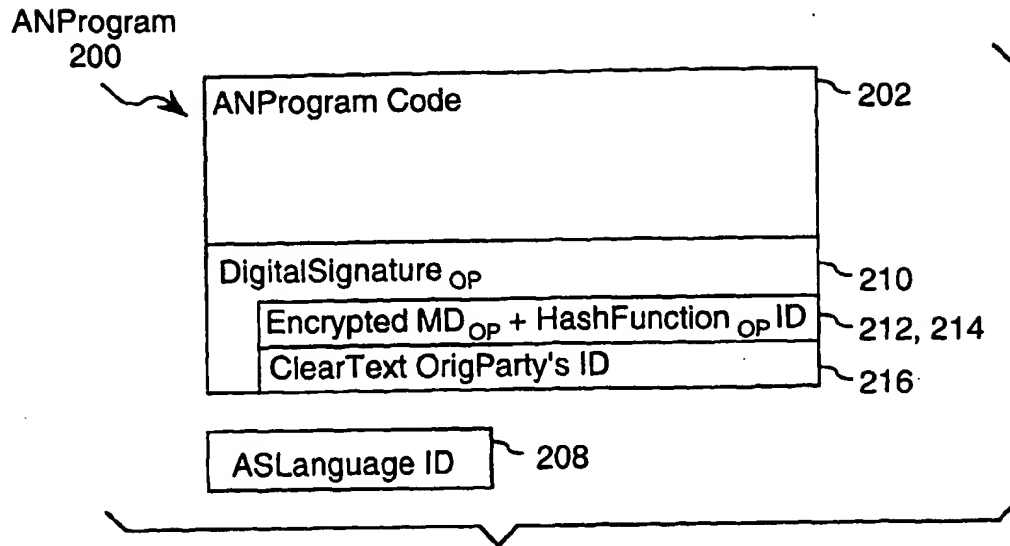 ANProgram
200
ANProgram Code
202
DigitalSignature OP
210
Encrypted MD OP + HashFunction OP ID
212, 214
ClearText OrigParty's ID
216
ASLanguage ID
208